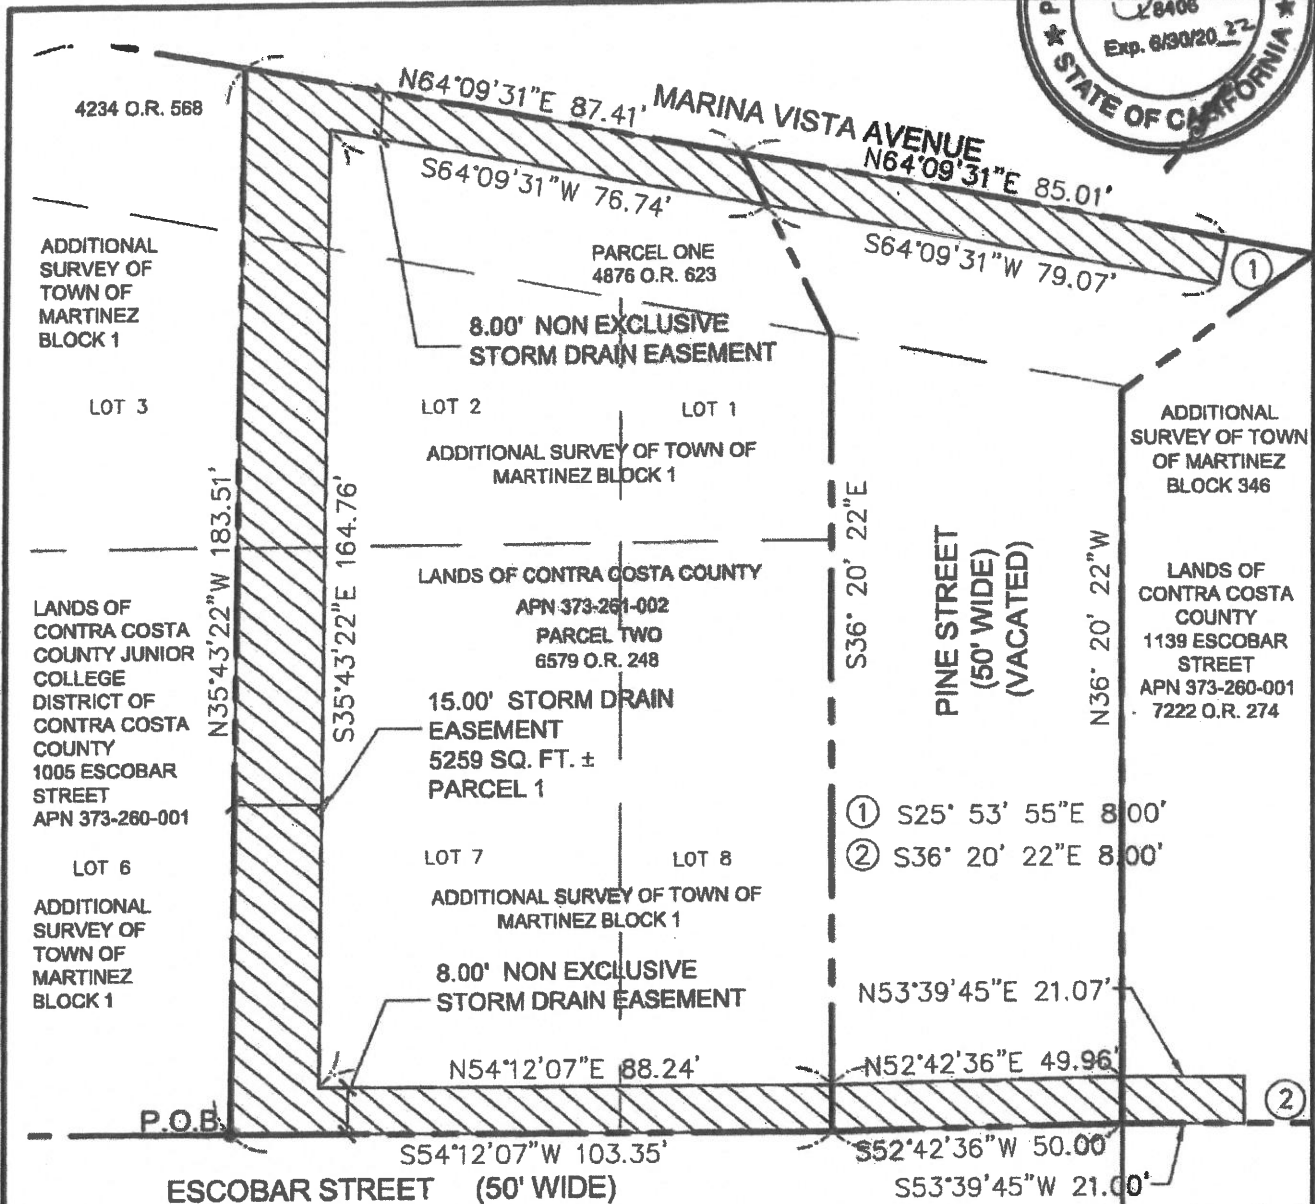 28406
Exp. 6/30/20 22
STATE OF CALIFORNIA
4234 O.R. 568
N64°09'31"E 87.41'
MARINA VISTA AVENUE
N64°09'31"E 85.01'
S64°09'31"W 76.74'
S64°09'31"W 79.07'
1
ADDITIONAL
SURVEY OF
TOWN OF
MARTINEZ
BLOCK 1
PARCEL ONE
4876 O.R. 623
8.00' NON EXCLUSIVE
STORM DRAIN EASEMENT
LOT 3
LOT 2
LOT 1
ADDITIONAL SURVEY OF TOWN OF
MARTINEZ BLOCK 1
ADDITIONAL
SURVEY OF TOWN
OF MARTINEZ
BLOCK 346
N35°43'22"W 183.51'
S35°43'22"E 164.76'
S36° 20' 22"E
PINE STREET
(50' WIDE)
(VACATED)
N36° 20' 22"W
LANDS OF CONTRA COSTA COUNTY
APN 373-261-002
PARCEL TWO
6579 O.R. 248
LANDS OF
CONTRA COSTA
COUNTY
1139 ESCOBAR
STREET
APN 373-260-001
7222 O.R. 274
LANDS OF
CONTRA COSTA
COUNTY JUNIOR
COLLEGE
DISTRICT OF
CONTRA COSTA
COUNTY
1005 ESCOBAR
STREET
APN 373-260-001
15.00' STORM DRAIN
EASEMENT
5259 SQ. FT. ±
PARCEL 1
1 S25° 53' 55"E 8.00'
2 S36° 20' 22"E 8.00'
LOT 6
LOT 7
LOT 8
ADDITIONAL
SURVEY OF
TOWN OF
MARTINEZ
BLOCK 1
ADDITIONAL SURVEY OF TOWN OF
MARTINEZ BLOCK 1
8.00' NON EXCLUSIVE
STORM DRAIN EASEMENT
N53°39'45"E 21.07'
N54°12'07"E 88.24'
N52°42'36"E 49.96'
2
P.O.B.
S54°12'07"W 103.35'
S52°42'36"W 50.00'
S53°39'45"W 21.00'
ESCOBAR STREET (50' WIDE)